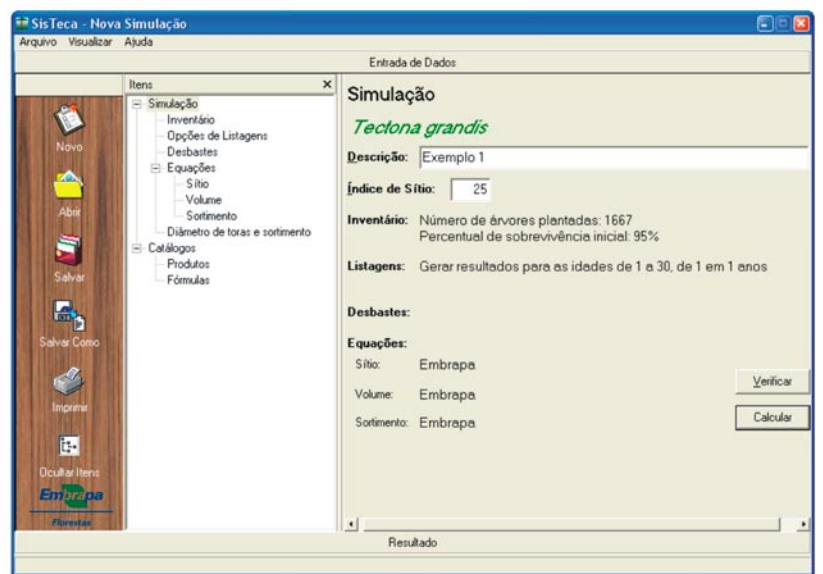 SisTeca - Nova Simulação
Arquivo Visualizar Ajuda
Entrada de Dados
Novo
Abrir
Salvar
Salvar Como
Imprimir
Ocultar Itens
Embrapa
Florestas
Itens
Simulação
Inventário
Opções de Listagens
Desbastes
Equações
Sítio
Volume
Sortimento
Diâmetro de toras e sortimento
Catálogos
Produtos
Fórmulas
Simulação
Tectona grandis
Descrição: Exemplo 1
Índice de Sítio: 25
Inventário: Número de árvores plantadas: 1667
Percentual de sobrevivência inicial: 95%
Listagens: Gerar resultados para as idades de 1 a 30, de 1 em 1 anos
Desbastes:
Equações:
Sítio: Embrapa
Volume: Embrapa
Sortimento: Embrapa
Verificar
Calcular
Resultado